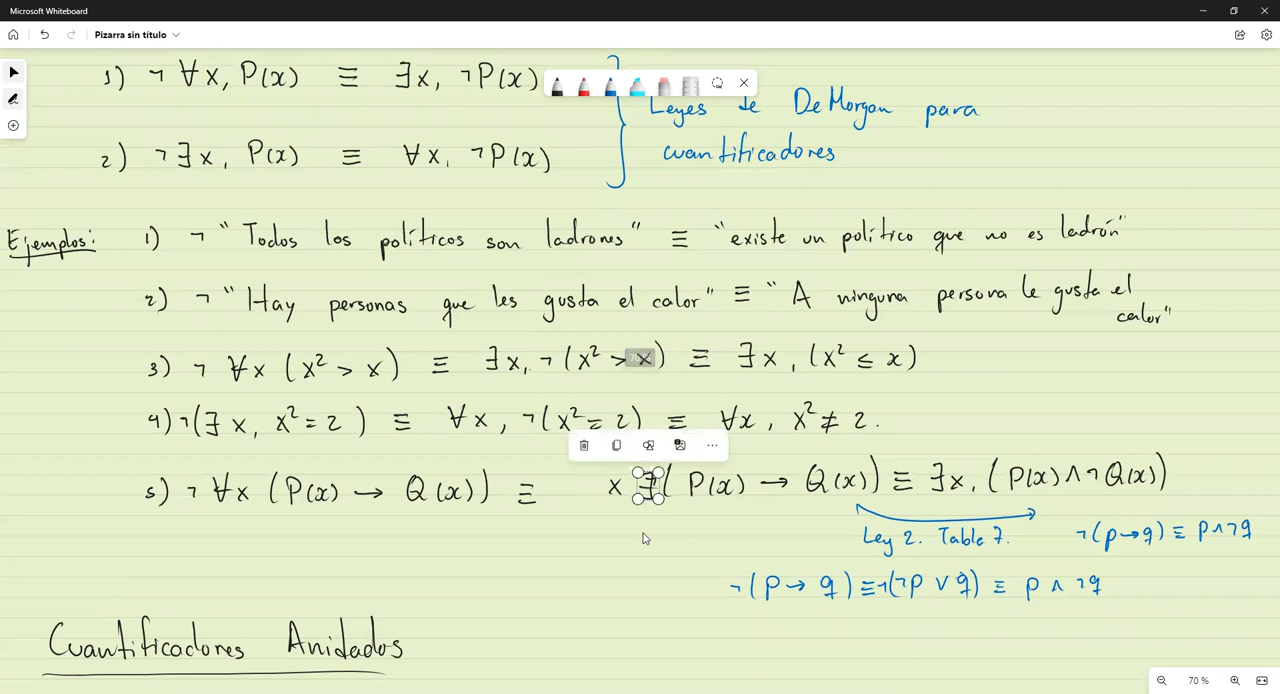 Microsoft Whiteboard
Pizarra sin título
1) ¬ ∀x, P(x) ≡ ∃x, ¬P(x)
Leyes de DeMorgan para
cuantificadores
2) ¬ ∃x, P(x) ≡ ∀x, ¬P(x)
Ejemplos: 1) ¬ "Todos los políticos son ladrones" ≡ "existe un político que no es ladrón"
2) ¬ "Hay personas que les gusta el calor" ≡ "A ninguna persona le gusta el
calor"
3) ¬ ∀x (x² > x) ≡ ∃x, ¬(x² > x) ≡ ∃x, (x² ≤ x)
4) ¬(∃x, x² = 2) ≡ ∀x, ¬(x² = 2) ≡ ∀x, x² ≠ 2.
5) ¬ ∀x (P(x) → Q(x)) ≡ x ∃( P(x) → Q(x)) ≡ ∃x, (P(x) ∧ ¬Q(x))
Ley 2. Table 7. ¬(p→q) ≡ p∧¬q
¬(p → q) ≡ ¬(¬p ∨ q) ≡ p ∧ ¬q
Cuantificadores Anidados
70 %